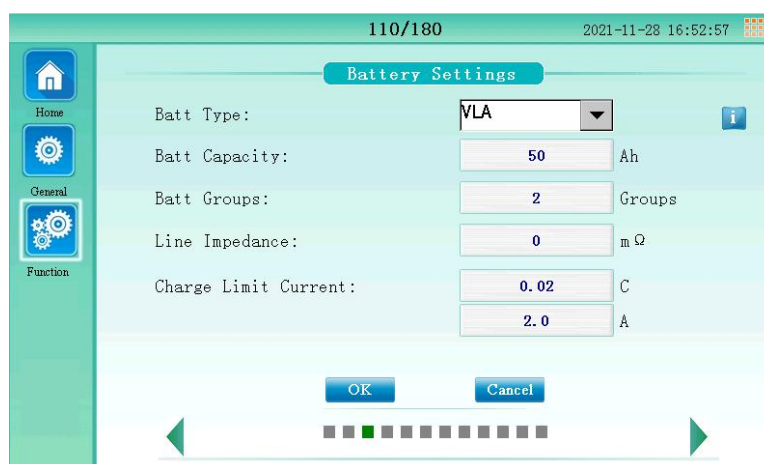 110/180
2021-11-28 16:52:57
Battery Settings
Home
Batt Type: VLA
i
Batt Capacity: 50 Ah
General
Batt Groups: 2 Groups
Line Impedance: 0 mΩ
Function
Charge Limit Current: 0.02 C
2.0 A
OK Cancel